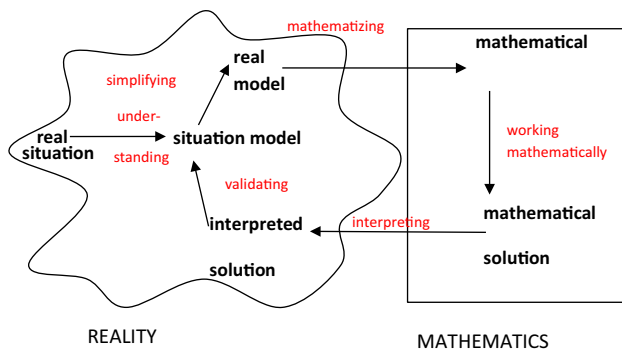 mathematizing
real
model
mathematical
simplifying
under-
real
situation
situation model
standing
working
mathematically
validating
interpreted
solution
interpreting
mathematical
solution
REALITY
MATHEMATICS